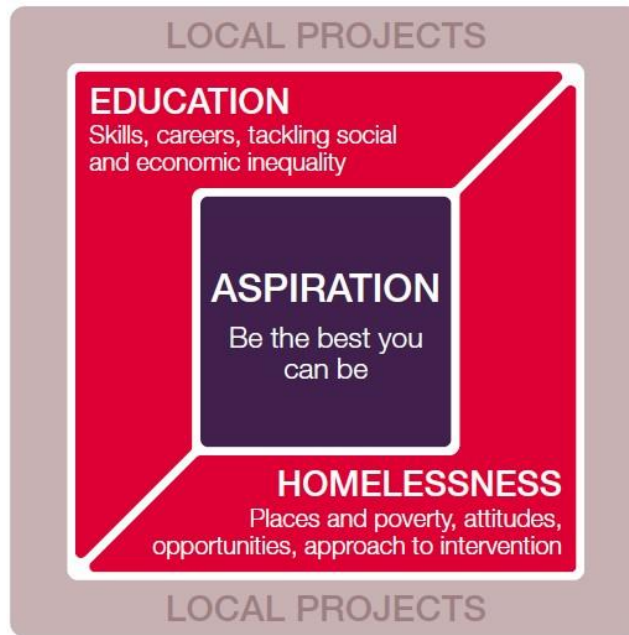 LOCAL PROJECTS
EDUCATION
Skills, careers, tackling social
and economic inequality
ASPIRATION
Be the best you
can be
HOMELESSNESS
Places and poverty, attitudes,
opportunities, approach to intervention
LOCAL PROJECTS